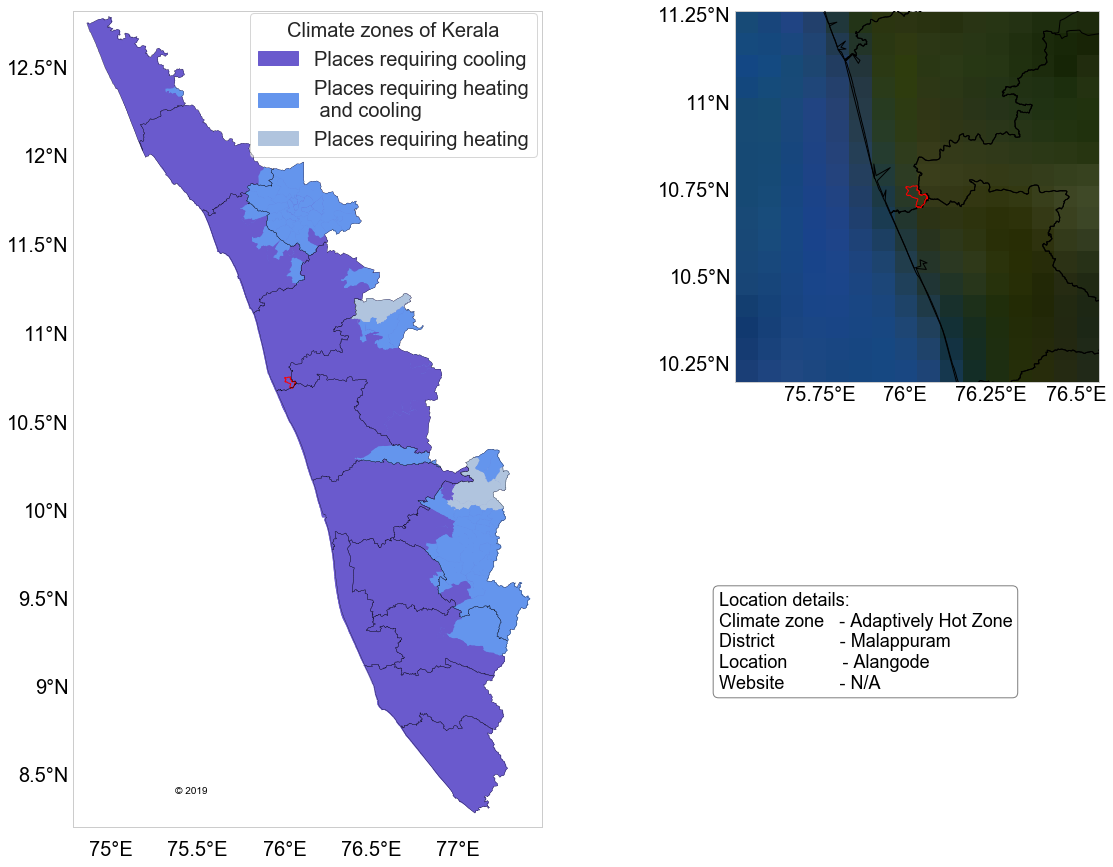 Climate zones of Kerala
Places requiring cooling
Places requiring heating
and cooling
Places requiring heating
12.5°N
12°N
11.5°N
11°N
10.5°N
10°N
9.5°N
9°N
8.5°N
75°E 75.5°E 76°E 76.5°E 77°E
© 2019
11.25°N
11°N
10.75°N
10.5°N
10.25°N
75.75°E 76°E 76.25°E 76.5°E
Location details:
Climate zone - Adaptively Hot Zone
District - Malappuram
Location - Alangode
Website - N/A